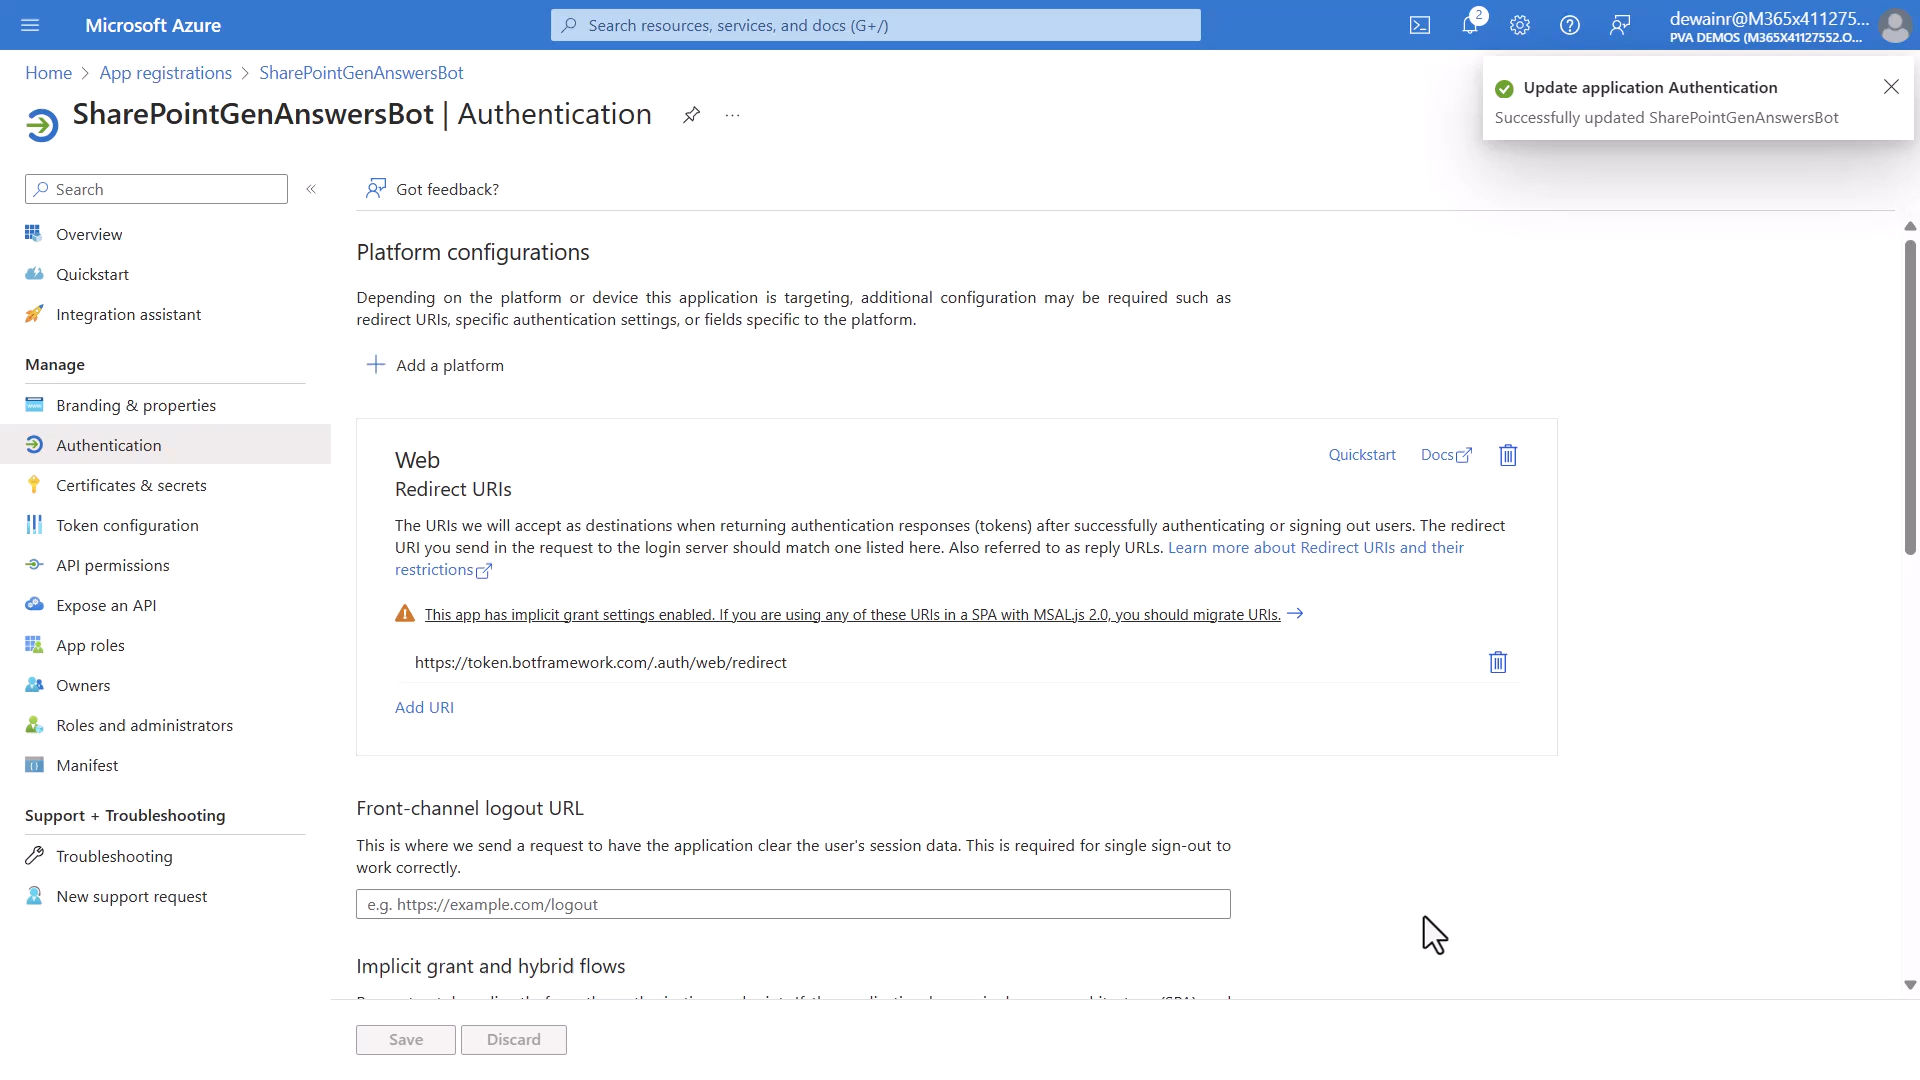 Microsoft Azure
Search resources, services, and docs (G+/)
2
dewainr@M365x411275...
PVA DEMOS (M365X41127552.O...
Home > App registrations > SharePointGenAnswersBot
Update application Authentication
Successfully updated SharePointGenAnswersBot
SharePointGenAnswersBot | Authentication
...
Search
«
Got feedback?
Overview
Quickstart
Integration assistant
Manage
Branding & properties
Authentication
Certificates & secrets
Token configuration
API permissions
Expose an API
App roles
Owners
Roles and administrators
Manifest
Support + Troubleshooting
Troubleshooting
New support request
Platform configurations
Depending on the platform or device this application is targeting, additional configuration may be required such as
redirect URIs, specific authentication settings, or fields specific to the platform.
Add a platform
Web
Quickstart
Docs
Redirect URIs
The URIs we will accept as destinations when returning authentication responses (tokens) after successfully authenticating or signing out users. The redirect
URI you send in the request to the login server should match one listed here. Also referred to as reply URLs. Learn more about Redirect URIs and their
restrictions
This app has implicit grant settings enabled. If you are using any of these URIs in a SPA with MSAL.js 2.0, you should migrate URIs.
https://token.botframework.com/.auth/web/redirect
Add URI
Front-channel logout URL
This is where we send a request to have the application clear the user's session data. This is required for single sign-out to
work correctly.
e.g. https://example.com/logout
Implicit grant and hybrid flows
Save
Discard